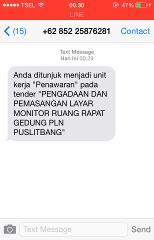 TSEL
00.30
47%
LINE
(15)
+62 852 25876281
Contact
Text Message
Hari Ini 00.29
Anda ditunjuk menjadi unit
kerja "Penawaran" pada
tender "PENGADAAN DAN
PEMASANGAN LAYAR
MONITOR RUANG RAPAT
GEDUNG PLN
PUSLITBANG"
Text Message
Send